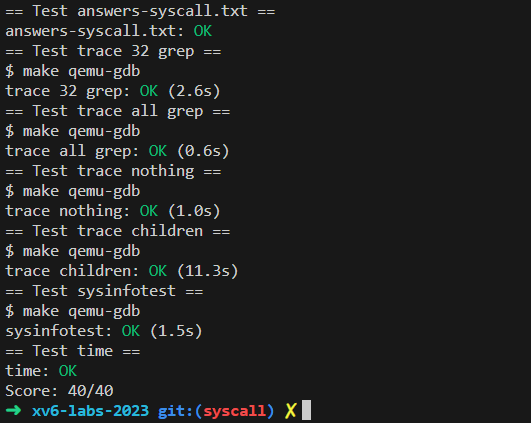 == Test answers-syscall.txt ==
answers-syscall.txt: OK
== Test trace 32 grep ==
$ make qemu-gdb
trace 32 grep: OK (2.6s)
== Test trace all grep ==
$ make qemu-gdb
trace all grep: OK (0.6s)
== Test trace nothing ==
$ make qemu-gdb
trace nothing: OK (1.0s)
== Test trace children ==
$ make qemu-gdb
trace children: OK (11.3s)
== Test sysinfotest ==
$ make qemu-gdb
sysinfotest: OK (1.5s)
== Test time ==
time: OK
Score: 40/40
➜ xv6-labs-2023 git:(syscall) ✗